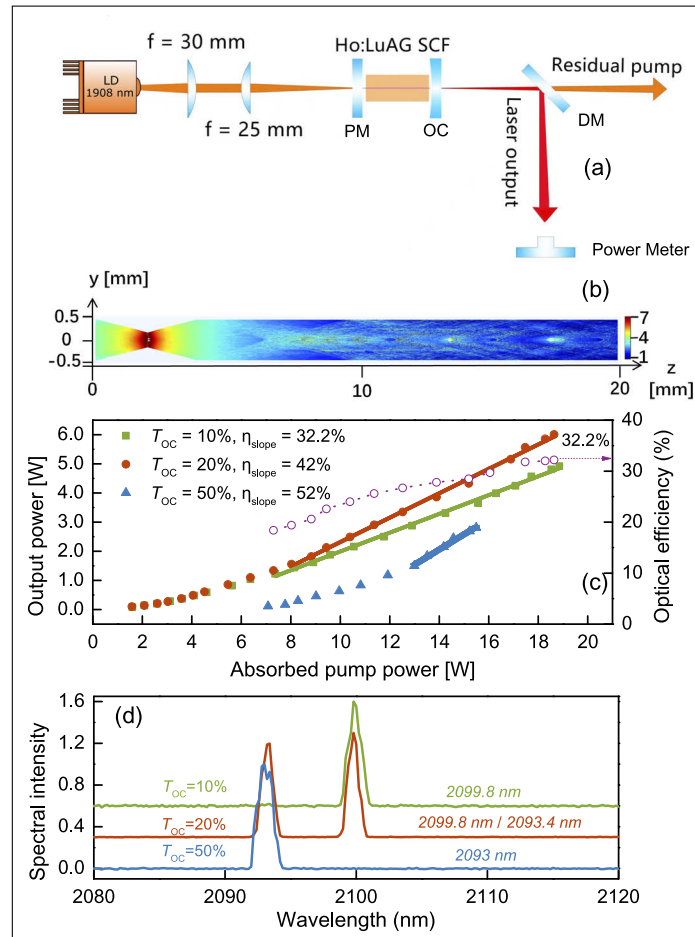 f = 30 mm
Ho:LuAG SCF
LD
1908 nm
Residual pump
f = 25 mm
PM
OC
DM
Laser output
(a)
Power Meter
y [mm]
(b)
0.5
0
-0.5
7
4
1
z
0
10
20
[mm]
T_OC = 10%, η_slope = 32.2%
T_OC = 20%, η_slope = 42%
T_OC = 50%, η_slope = 52%
32.2%
(c)
Output power [W]
6.0
5.0
4.0
3.0
2.0
1.0
0.0
Optical efficiency (%)
40
30
20
10
0
0 2 4 6 8 10 12 14 16 18 20
Absorbed pump power [W]
(d)
Spectral intensity
1.6
1.2
0.8
0.4
0.0
T_OC=10%
2099.8 nm
T_OC=20%
2099.8 nm / 2093.4 nm
T_OC=50%
2093 nm
2080 2090 2100 2110 2120
Wavelength (nm)